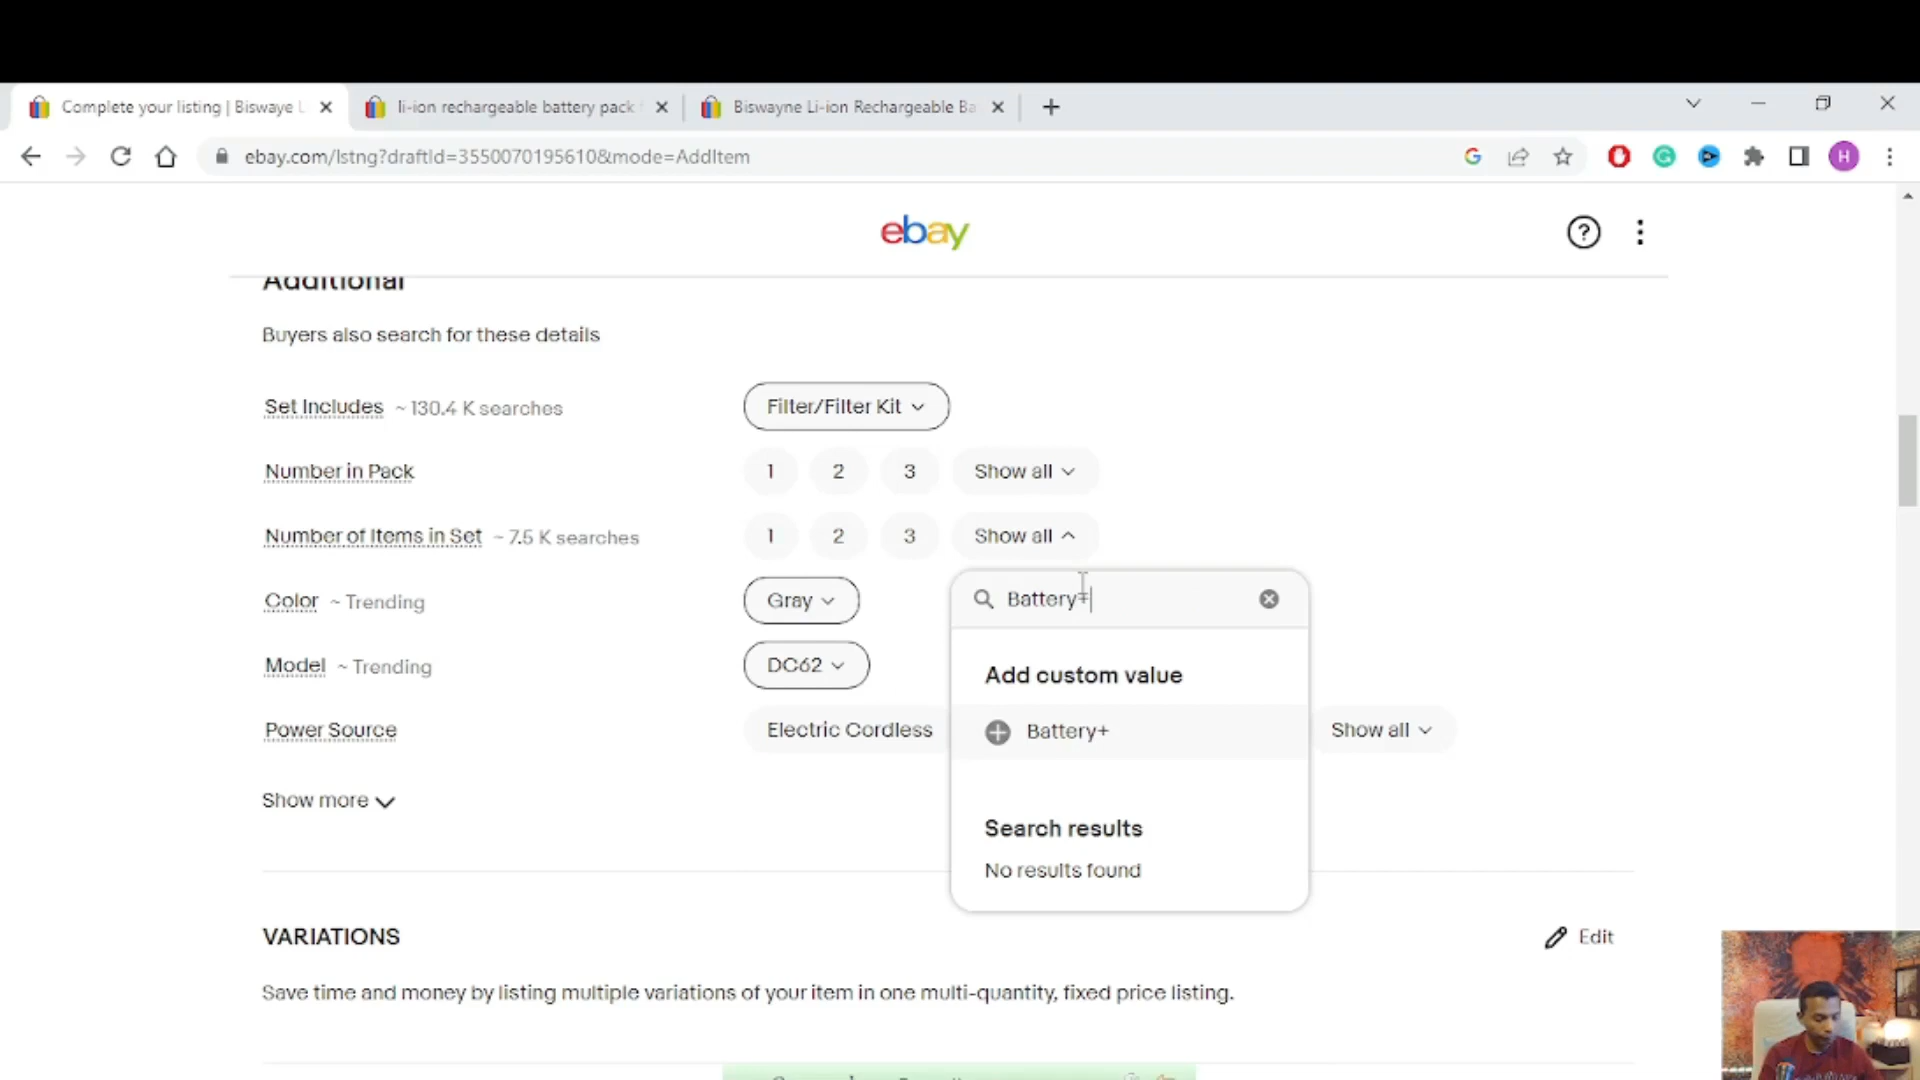 Complete your listing | Biswaye L
li-ion rechargeable battery pack
Biswayne Li-ion Rechargeable Ba
ebay.com/lstng?draftId=3550070195610&mode=AddItem
G
H
ebay
?
Additional
Buyers also search for these details
Set Includes ~ 130.4 K searches
Filter/Filter Kit
Number in Pack
1 2 3 Show all
Number of Items in Set ~ 7.5 K searches
1 2 3 Show all
Color ~ Trending
Gray
Battery+
Model ~ Trending
DC62
Add custom value
Battery+
Power Source
Electric Cordless
Show all
Show more
Search results
No results found
VARIATIONS
Edit
Save time and money by listing multiple variations of your item in one multi-quantity, fixed price listing.